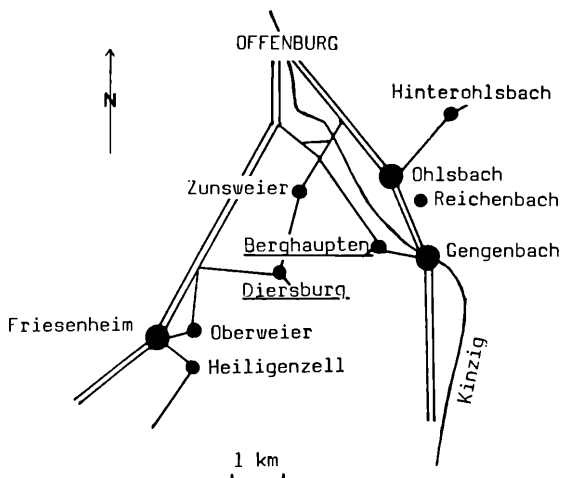 OFFENBURG
N
Hinterohlsbach
Ohlsbach
Zunsweier
Reichenbach
Berghaupten
Gengenbach
Diersburg
Friesenheim
Oberweier
Heiligenzell
Kinzig
1 km